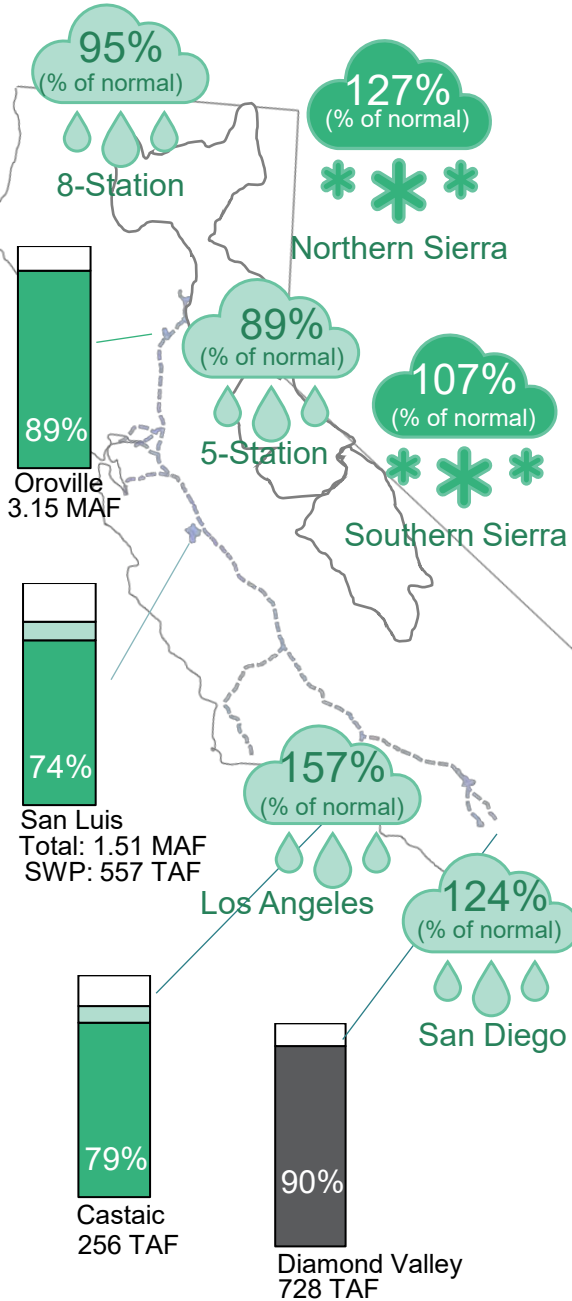 95%
(% of normal)
8-Station
127%
(% of normal)
Northern Sierra
89%
(% of normal)
5-Station
89%
Oroville
3.15 MAF
107%
(% of normal)
Southern Sierra
74%
San Luis
Total: 1.51 MAF
SWP: 557 TAF
157%
(% of normal)
Los Angeles
124%
(% of normal)
San Diego
79%
Castaic
256 TAF
90%
Diamond Valley
728 TAF